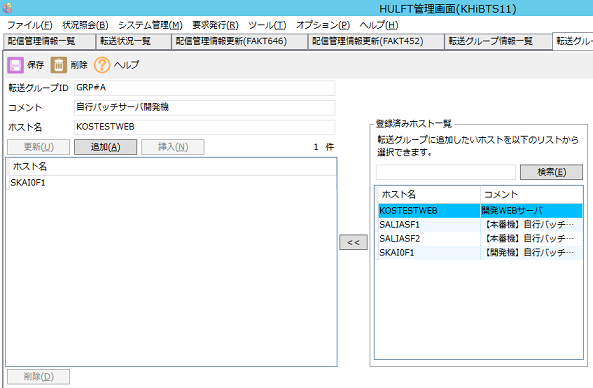 HULFT管理画面(KHiBTS11)
ファイル(F) 状況照会(B) システム管理(M) 要求発行(R) ツール(T) オプション(P) ヘルプ(H)
配信管理情報一覧 転送状況一覧 配信管理情報更新(FAKT646) 配信管理情報更新(FAKT452) 転送グループ情報一覧 転送グルー
保存 削除 ヘルプ
転送グループID GRP#A
コメント 自行バッチサーバ開発機
ホスト名 KOSTESTWEB
更新(U) 追加(A) 挿入(N) 1 件
ホスト名
SKAI0F1
<<
削除(D)
登録済みホスト一覧
転送グループに追加したいホストを以下のリストから
選択できます。
検索(E)
ホスト名 コメント
KOSTESTWEB 開発WEBサーバ
SALIASF1 【本番機】自行バッチ…
SALIASF2 【本番機】自行バッチ…
SKAI0F1 【開発機】自行バッチ…